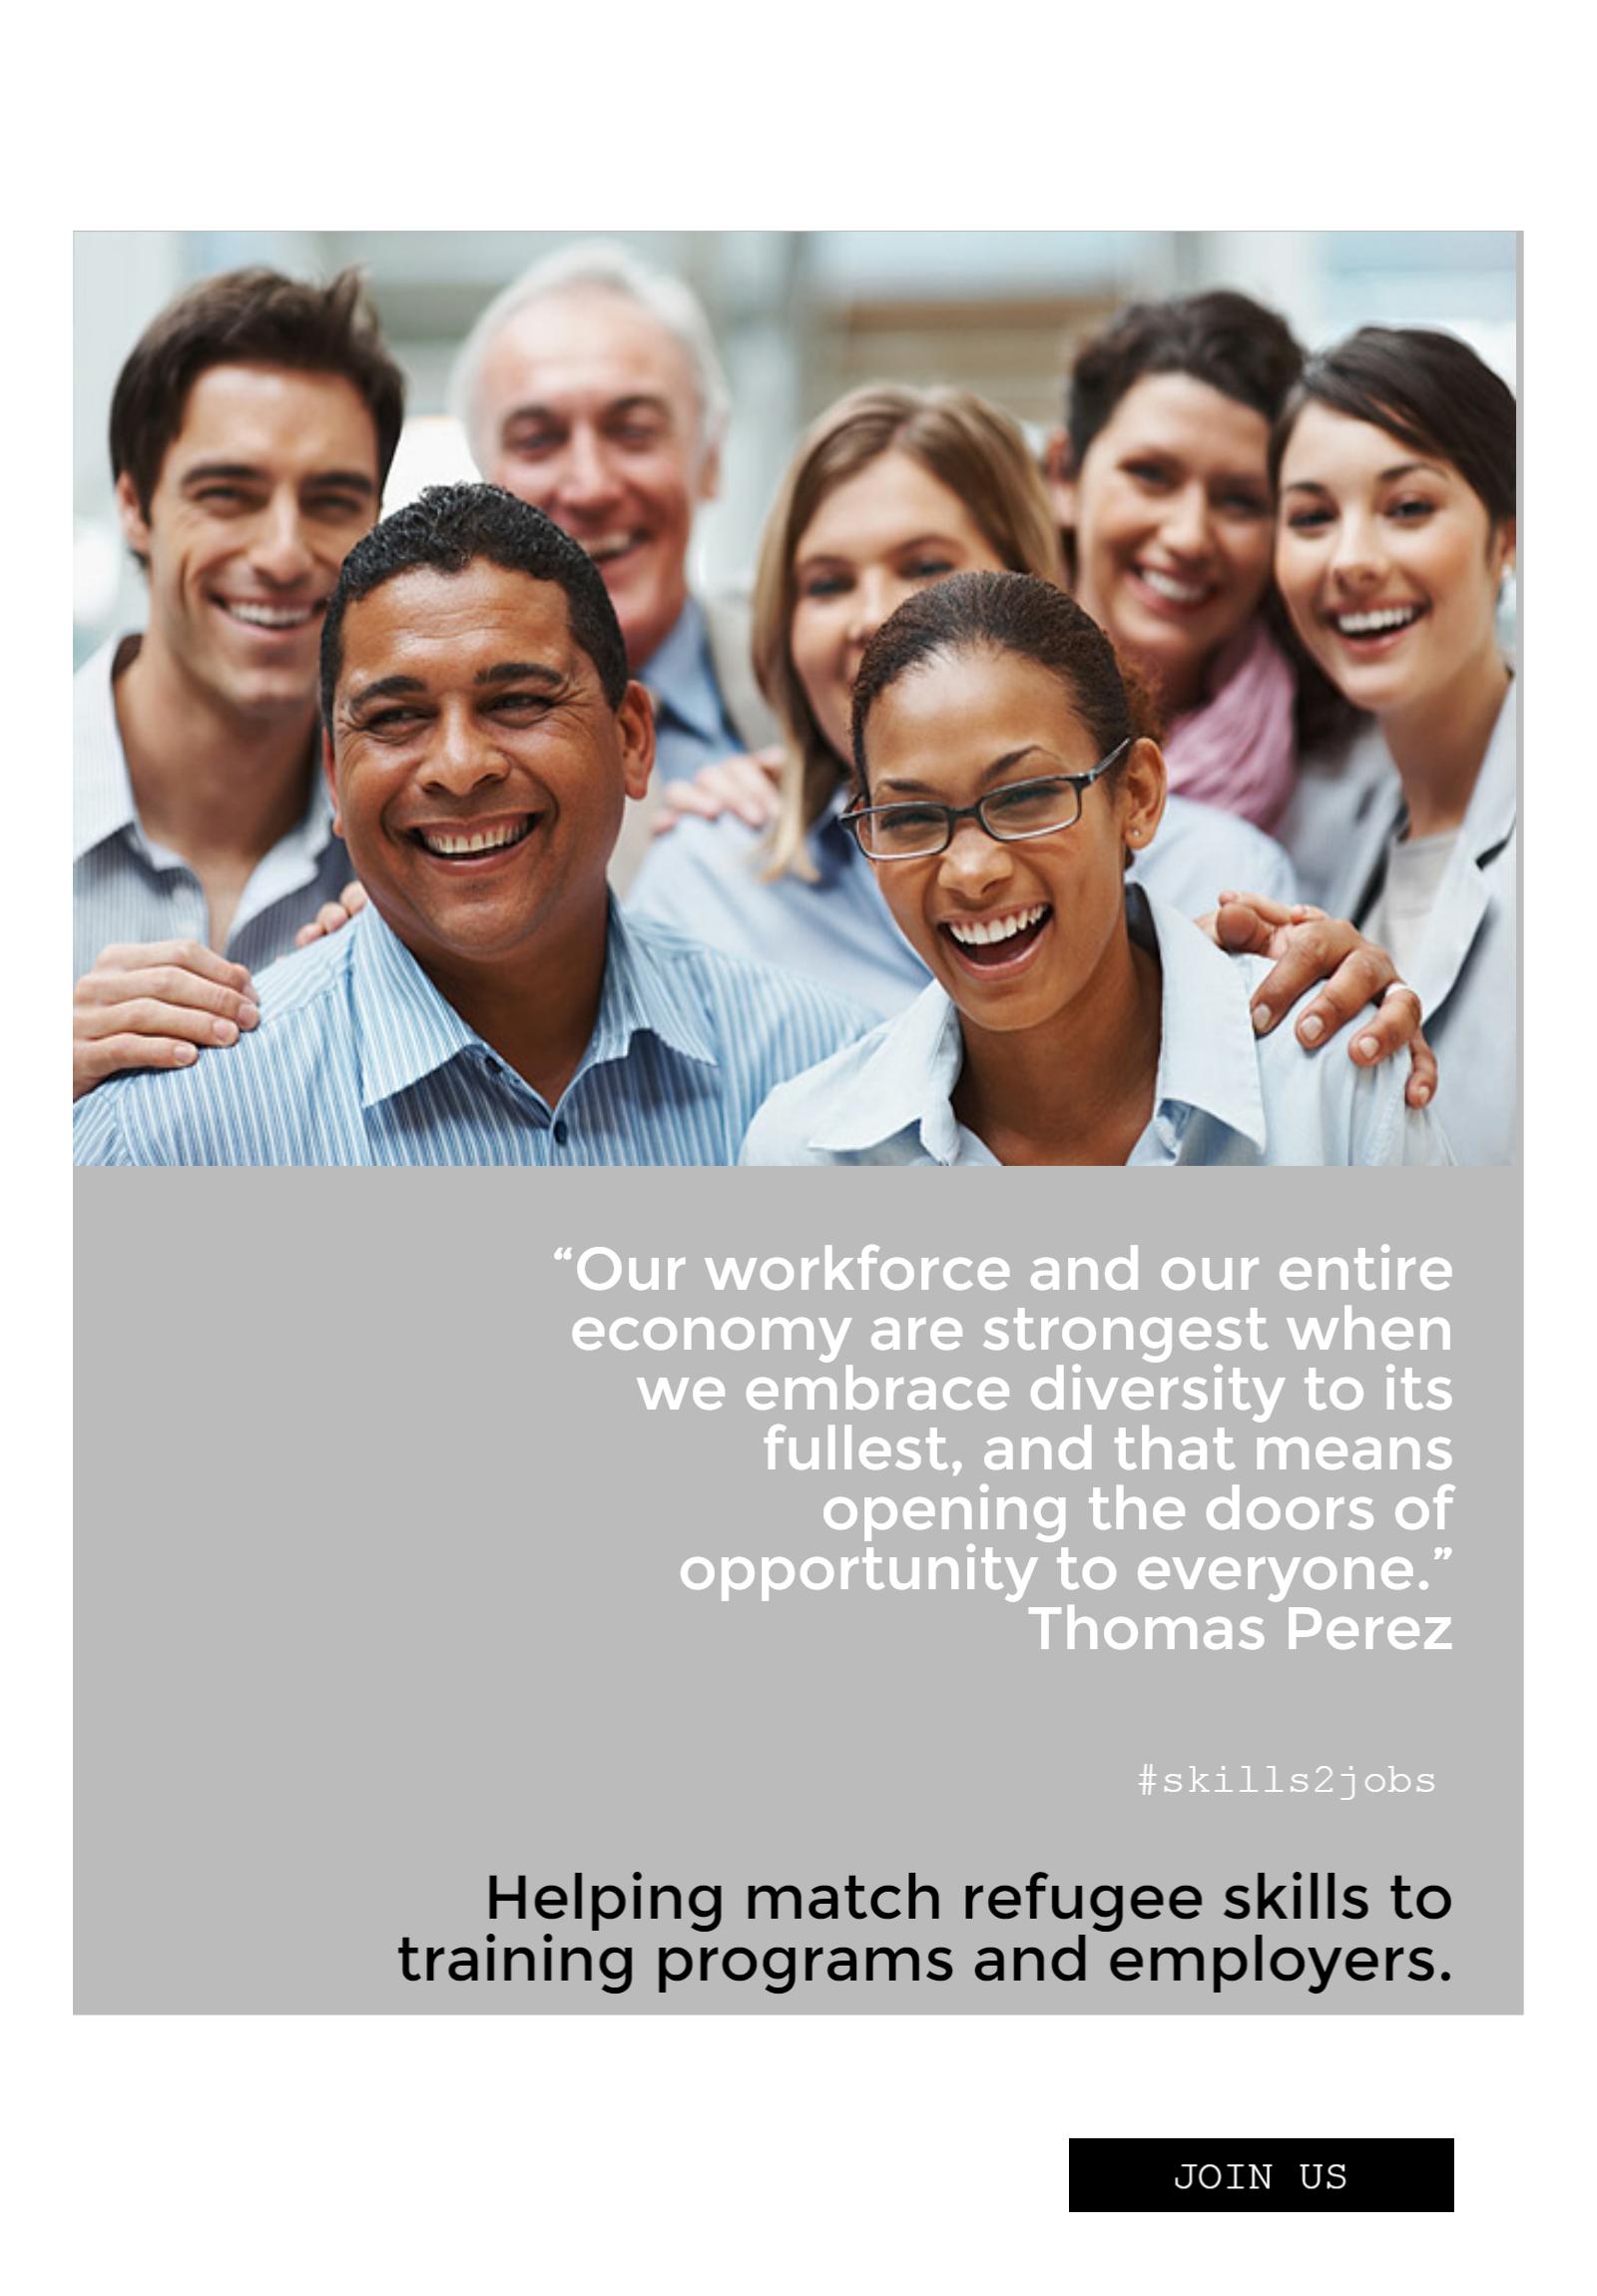 “Our workforce and our entire
economy are strongest when
we embrace diversity to its
fullest, and that means
opening the doors of
opportunity to everyone.”
Thomas Perez
#skills2jobs
Helping match refugee skills to
training programs and employers.
JOIN US